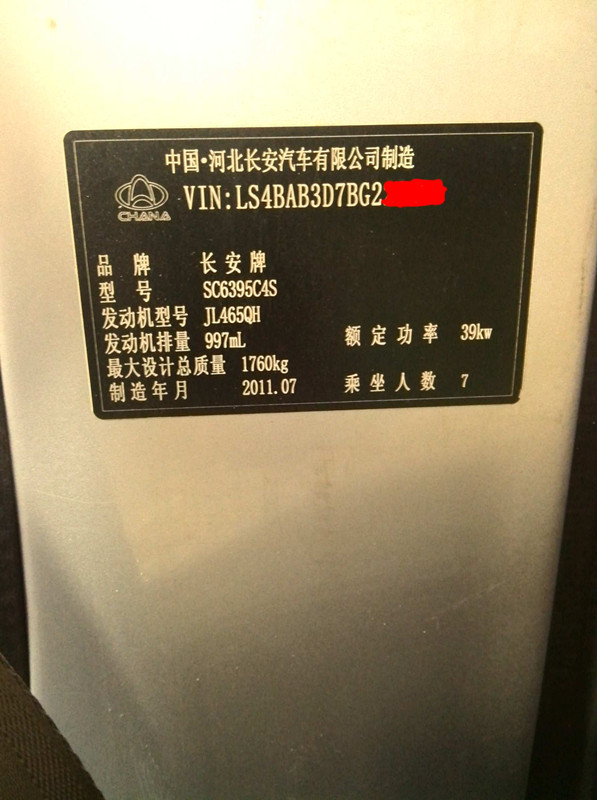 中国·河北长安汽车有限公司制造
CHANA
VIN:LS4BAB3D7BG2
品牌 长安牌
型号 SC6395C4S
发动机型号 JL465QH
发动机排量 997mL 额定功率 39kw
最大设计总质量 1760kg
制造年月 2011.07 乘坐人数 7